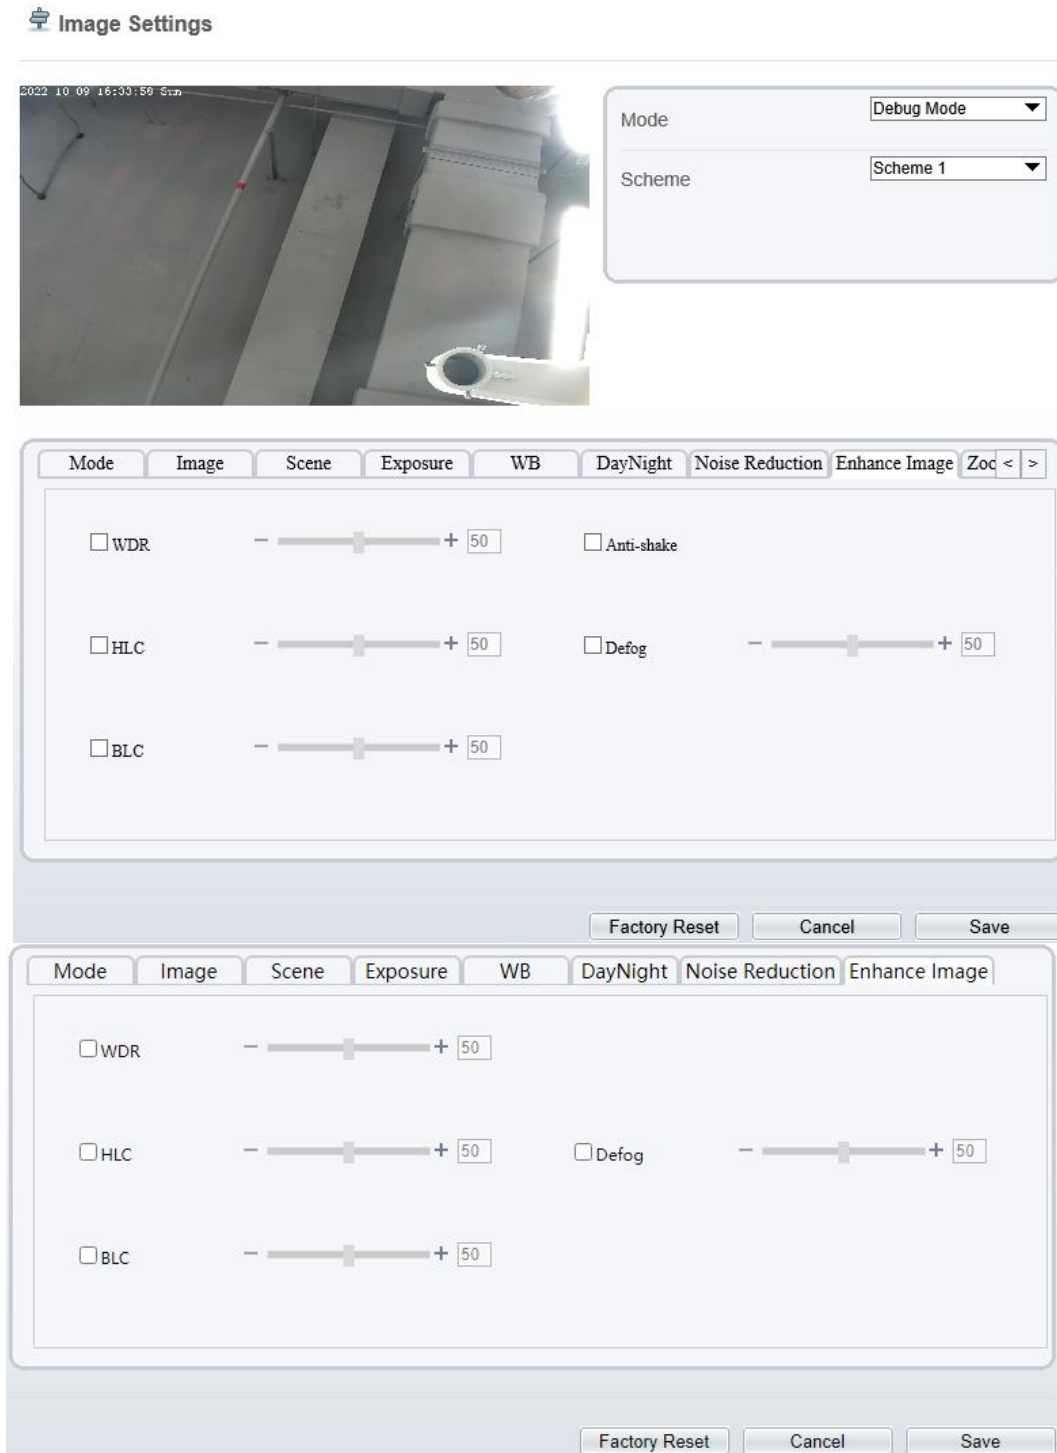 Image Settings
2022 10 09 16:33:58 Sun
Mode Debug Mode
Scheme Scheme 1
Mode Image Scene Exposure WB DayNight Noise Reduction Enhance Image Zoo < >
WDR − + 50 Anti-shake
HLC − + 50 Defog − + 50
BLC − + 50
Factory Reset Cancel Save
Mode Image Scene Exposure WB DayNight Noise Reduction Enhance Image
WDR − + 50
HLC − + 50 Defog − + 50
BLC − + 50
Factory Reset Cancel Save